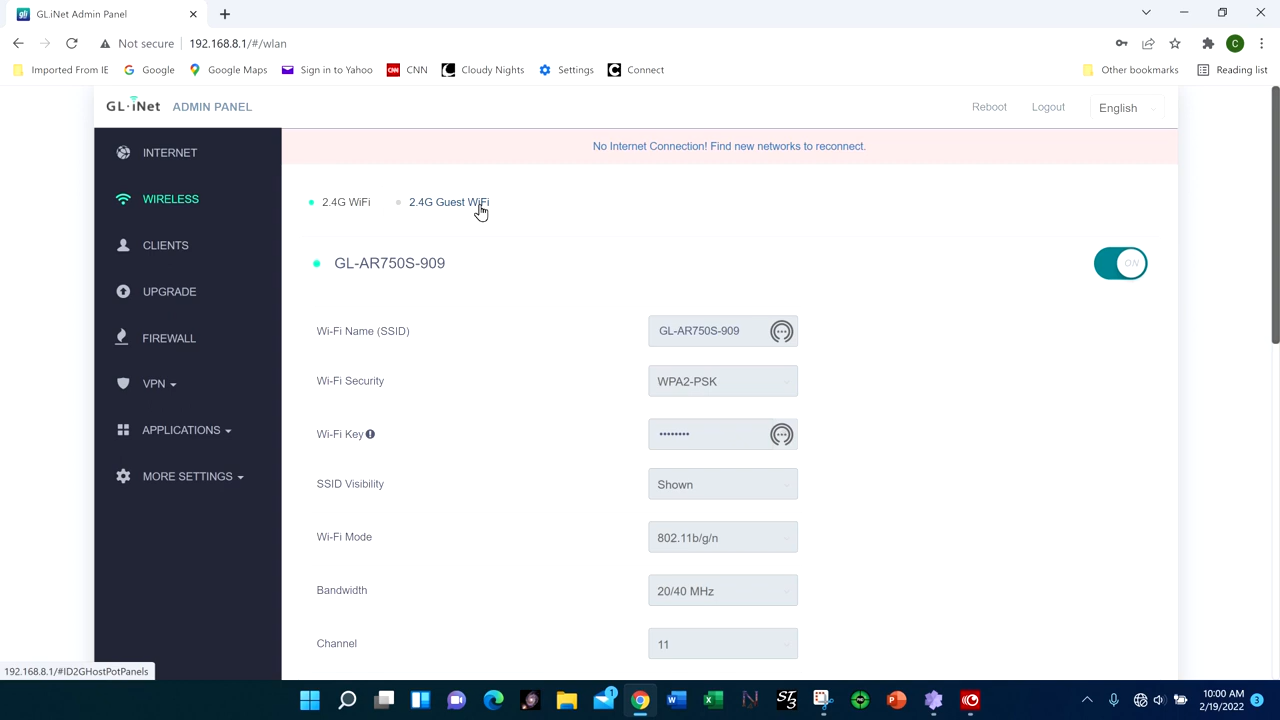 GL.iNet Admin Panel
Not secure
192.168.8.1/#/wlan
C
Imported From IE
Google
Google Maps
Sign in to Yahoo
CNN
Cloudy Nights
Settings
Connect
Other bookmarks
Reading list
GL·iNet ADMIN PANEL
Reboot
Logout
English
INTERNET
WIRELESS
CLIENTS
UPGRADE
FIREWALL
VPN
APPLICATIONS
MORE SETTINGS
No Internet Connection! Find new networks to reconnect.
2.4G WiFi
2.4G Guest WiFi
GL-AR750S-909
ON
Wi-Fi Name (SSID)
GL-AR750S-909
Wi-Fi Security
WPA2-PSK
Wi-Fi Key
••••••••
SSID Visibility
Shown
Wi-Fi Mode
802.11b/g/n
Bandwidth
20/40 MHz
Channel
11
192.168.8.1/#ID2GHostPotPanels
10:00 AM
2/19/2022
3